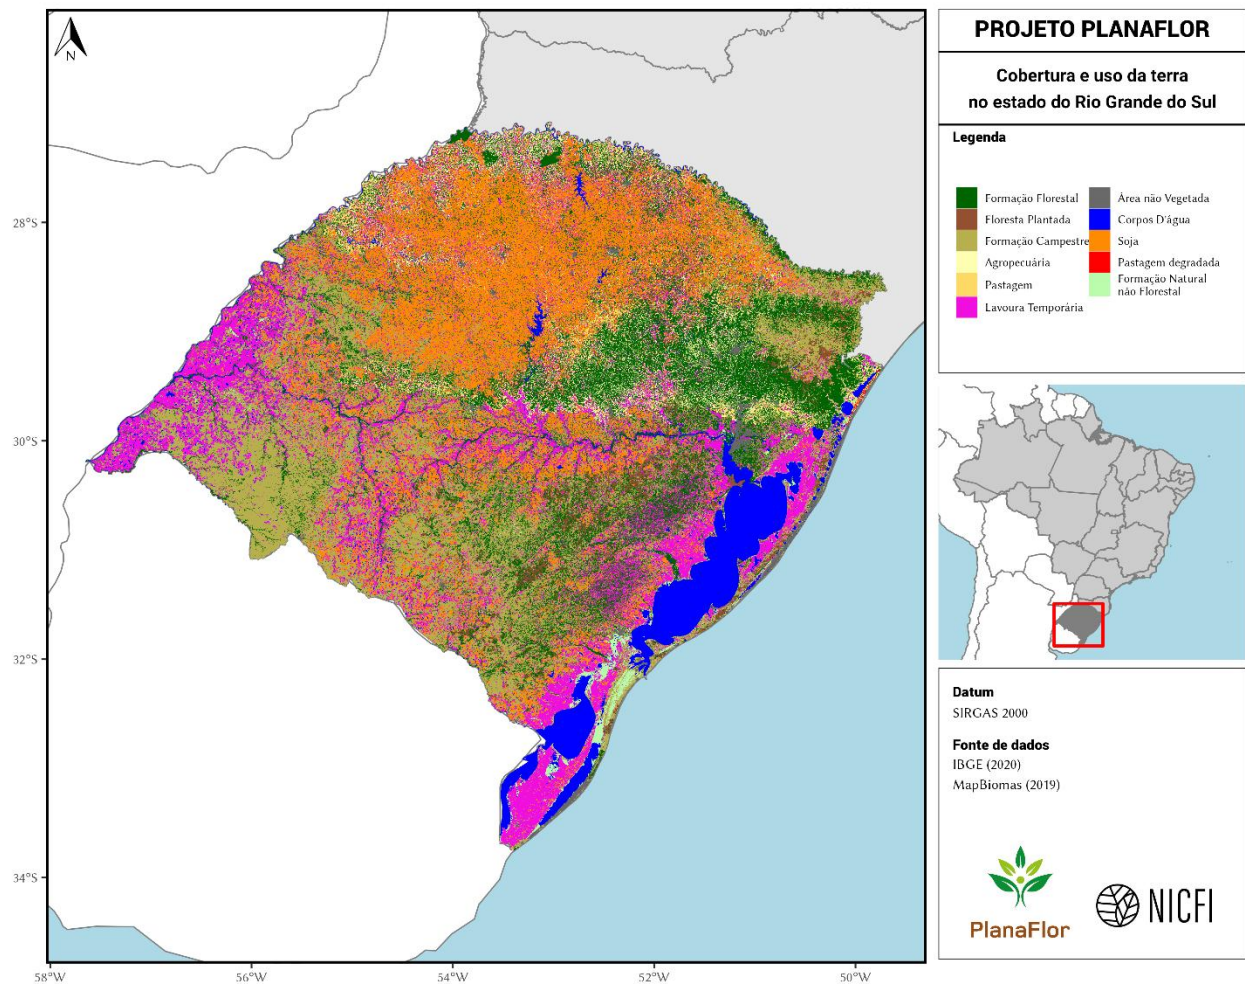 N
PROJETO PLANAFLOR
Cobertura e uso da terra
no estado do Rio Grande do Sul
Legenda
Formação Florestal
Floresta Plantada
Formação Campestre
Agropecuária
Pastagem
Lavoura Temporária
Área não Vegetada
Corpos D'água
Soja
Pastagem degradada
Formação Natural
não Florestal
28°S
30°S
32°S
34°S
58°W
56°W
54°W
52°W
50°W
Datum
SIRGAS 2000
Fonte de dados
IBGE (2020)
MapBiomas (2019)
PlanaFlor
NICFI